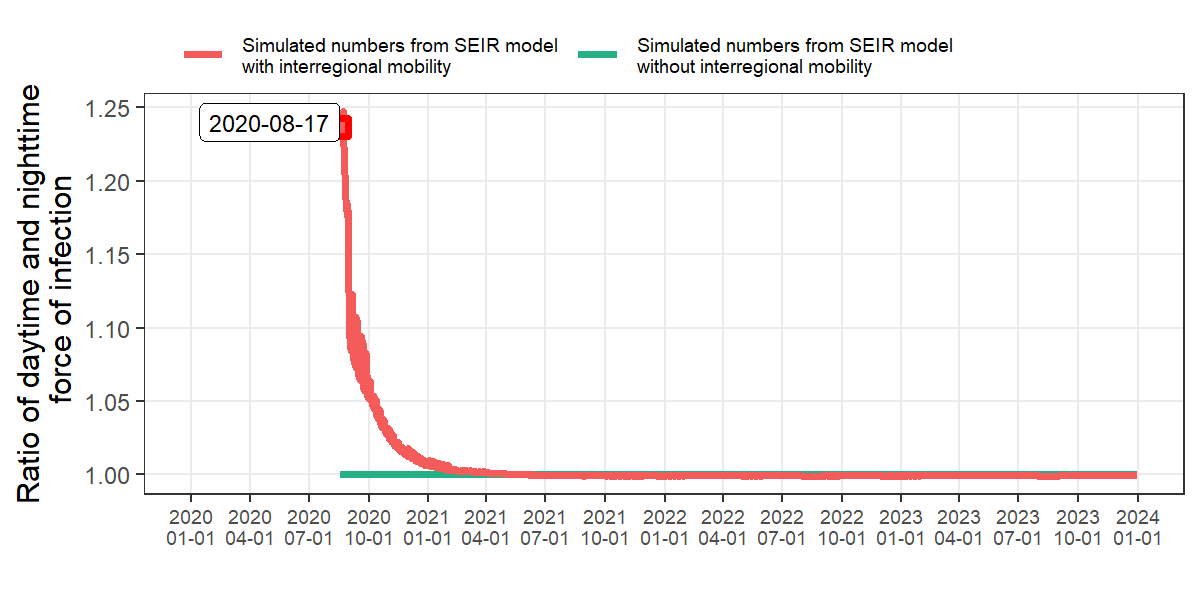 Simulated numbers from SEIR model
with interregional mobility
Simulated numbers from SEIR model
without interregional mobility
Ratio of daytime and nighttime
force of infection
1.25
1.20
1.15
1.10
1.05
1.00
2020-08-17
2020 2020 2020 2020 2021 2021 2021 2021 2022 2022 2022 2022 2023 2023 2023 2023 2024
01-01 04-01 07-01 10-01 01-01 04-01 07-01 10-01 01-01 04-01 07-01 10-01 01-01 04-01 07-01 10-01 01-01